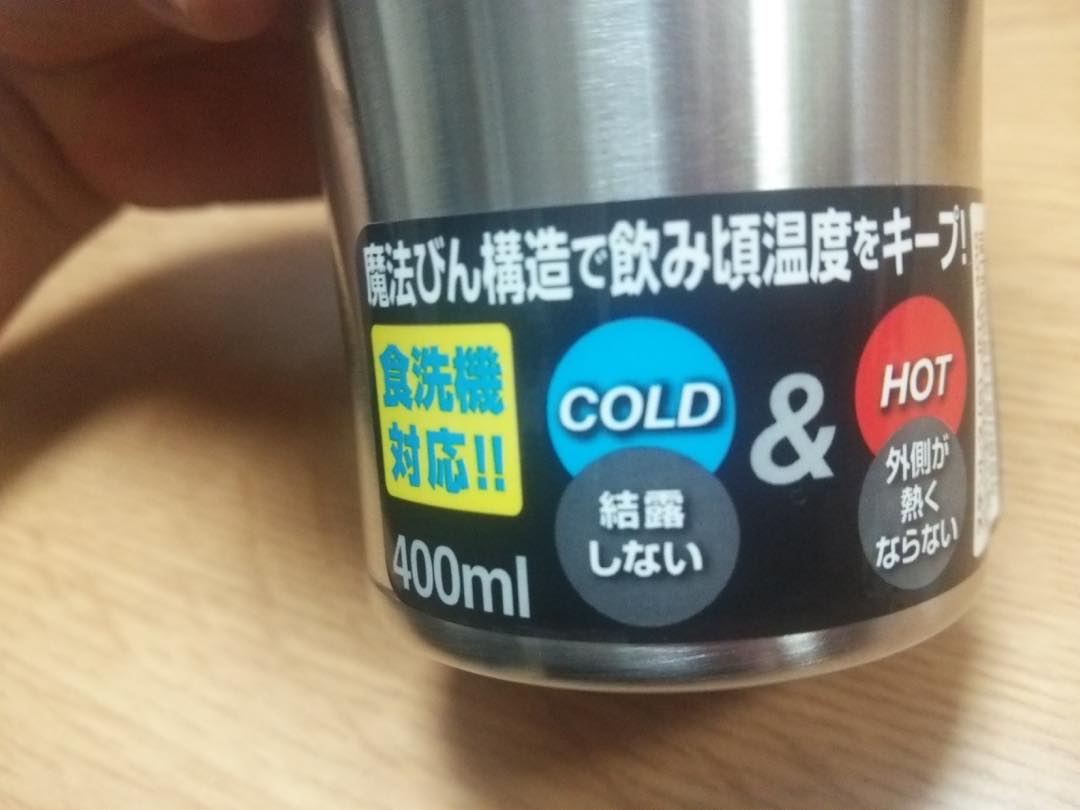 魔法びん構造で飲み頃温度をキープ!
食洗機
対応!!
COLD
結露
しない
&
HOT
外側が
熱く
ならない
400ml